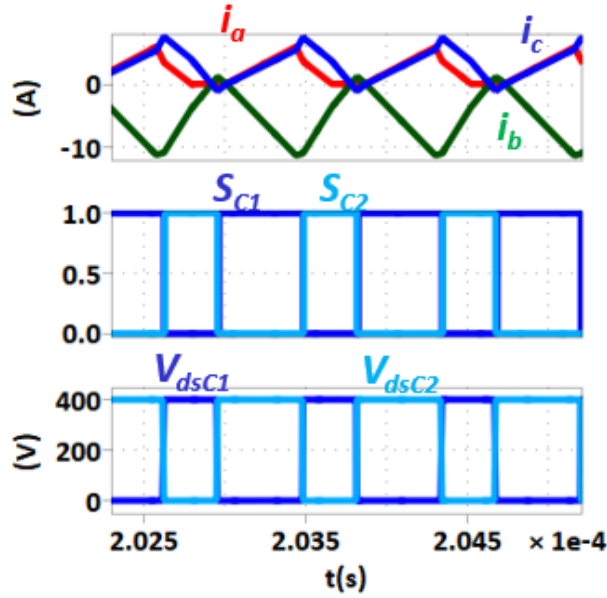 i_a
i_c
0
(A)
-10
i_b
S_C1 S_C2
1.0
0.5
0.0
V_dsC1 V_dsC2
400
(V)
200
0
2.025 2.035 2.045 × 1e-4
t(s)